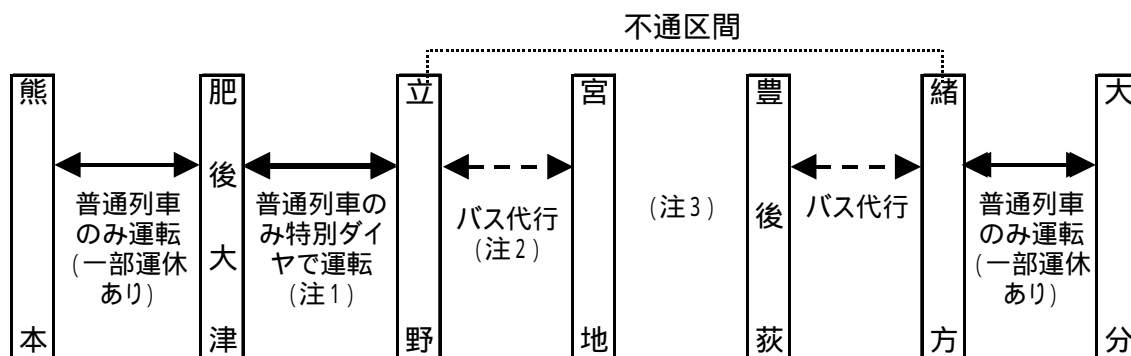 不通区間
熊本
肥後大津
立野
宮地
豊後荻
緒方
大分
普通列車
のみ運転
(一部運休
あり)
普通列車の
み特別ダイ
ヤで運転
(注1)
バス代行
(注2)
(注3)
バス代行
普通列車
のみ運転
(一部運休
あり)